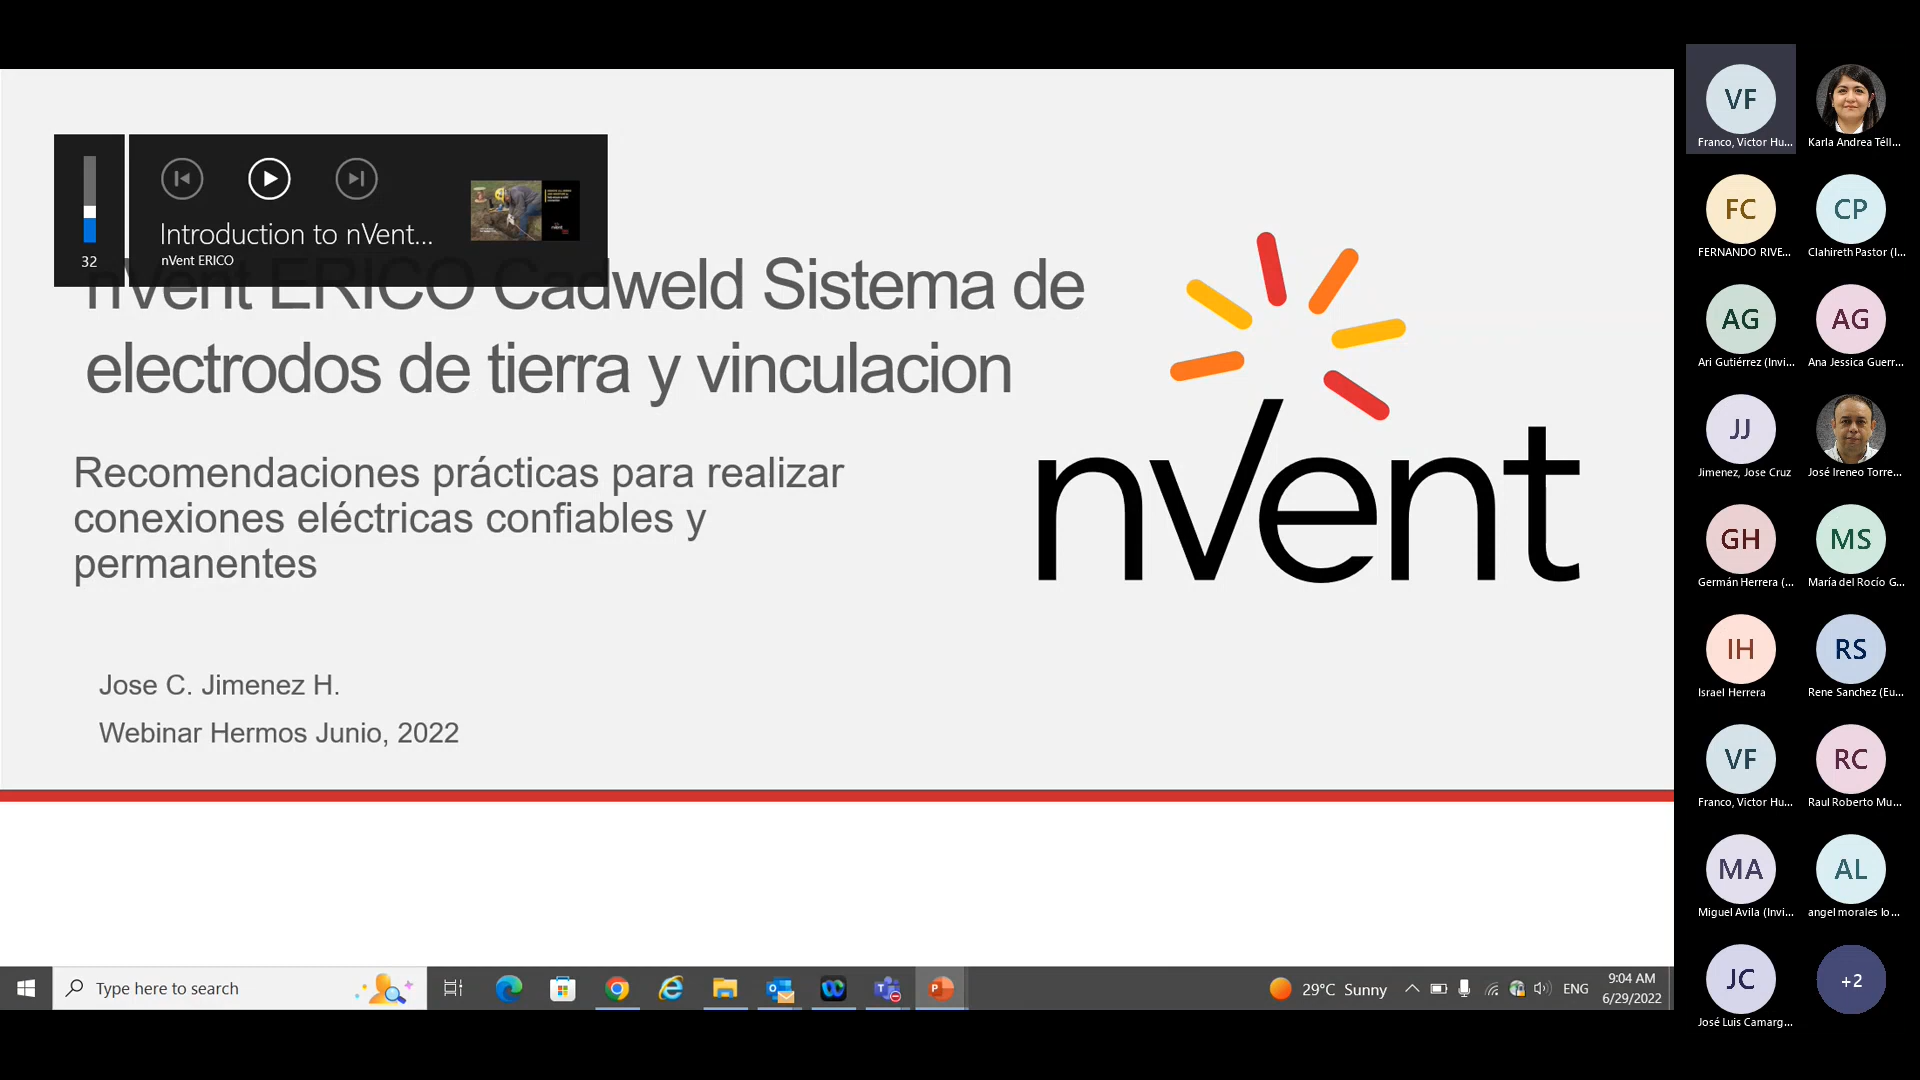 32
Introduction to nVent...
nVent ERICO
nVent ERICO Cadweld Sistema de
electrodos de tierra y vinculacion
Recomendaciones prácticas para realizar
conexiones eléctricas confiables y
permanentes
Jose C. Jimenez H.
Webinar Hermos Junio, 2022
nVent
VF
Franco, Victor Hu...
Karla Andrea Téll...
FC
FERNANDO RIVE...
CP
Clahireth Pastor (I...
AG
Ari Gutiérrez (Invi...
AG
Ana Jessica Guerr...
JJ
Jimenez, Jose Cruz
José Ireneo Torre...
GH
Germán Herrera (...
MS
María del Rocío G...
IH
Israel Herrera
RS
Rene Sanchez (Eu...
VF
Franco, Victor Hu...
RC
Raul Roberto Mu...
MA
Miguel Avila (Invi...
AL
angel morales lo...
JC
José Luis Camarg...
+2
Type here to search
29°C Sunny
ENG
9:04 AM
6/29/2022